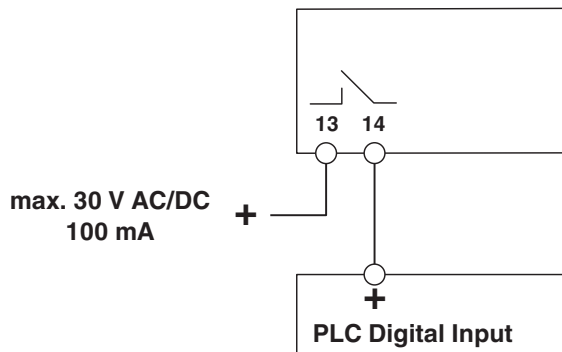 13 14
max. 30 V AC/DC +
100 mA
+
PLC Digital Input